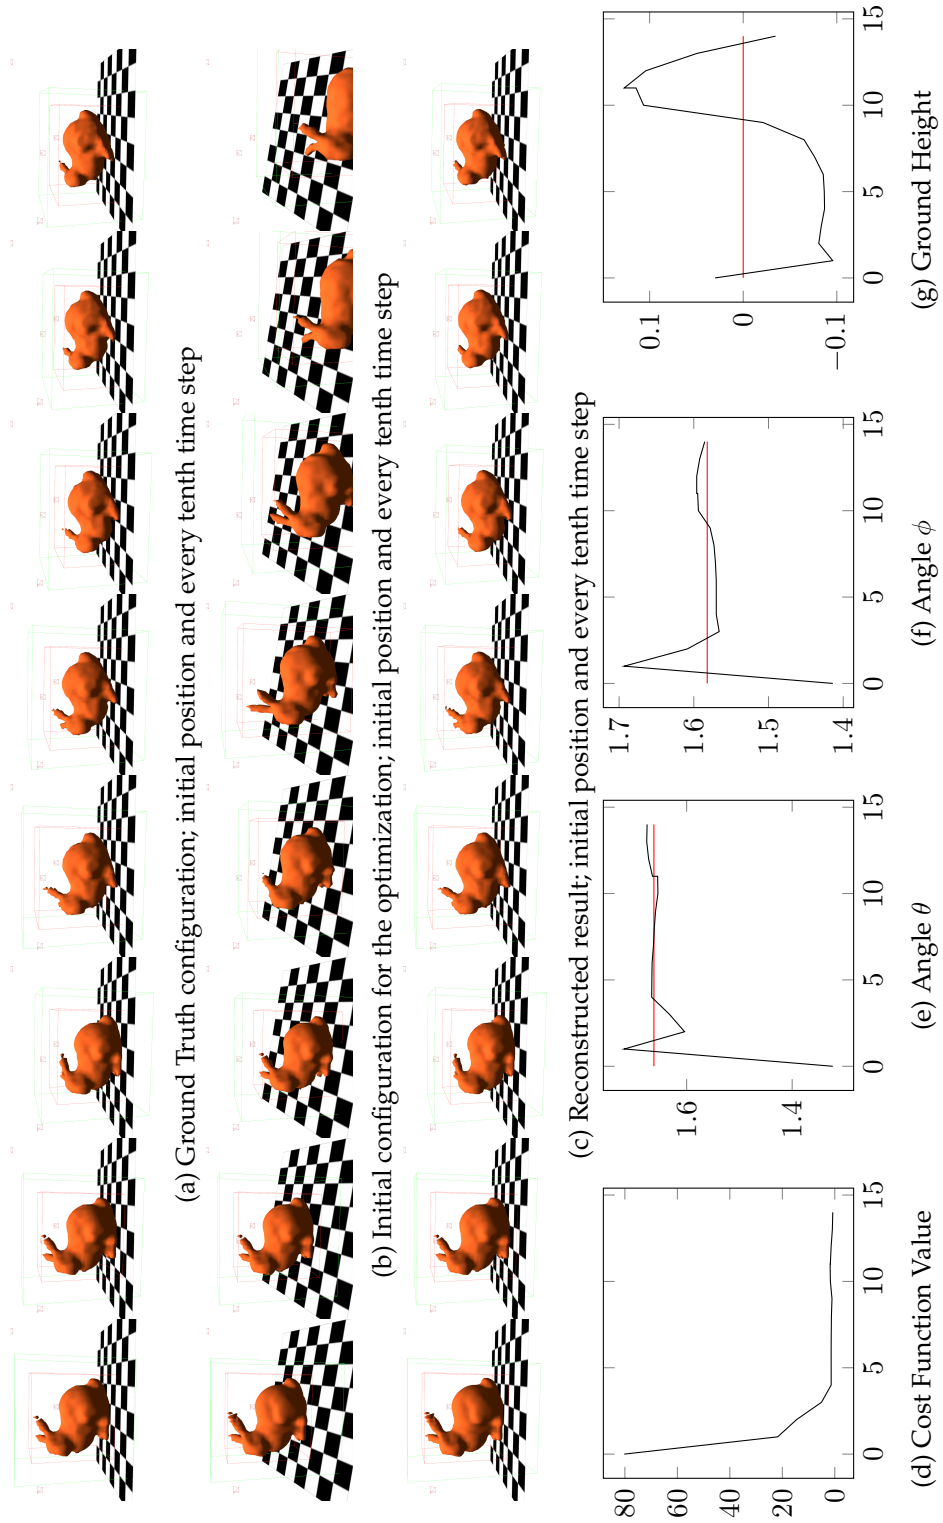 (a) Ground Truth configuration; initial position and every tenth time step
(b) Initial configuration for the optimization; initial position and every tenth time step
(c) Reconstructed result; initial position and every tenth time step
80
60
40
20
0
0 5 10 15
(d) Cost Function Value
1.6
1.4
0 5 10 15
(e) Angle θ
1.7
1.6
1.5
1.4
0 5 10 15
(f) Angle ϕ
0.1
0
−0.1
0 5 10 15
(g) Ground Height